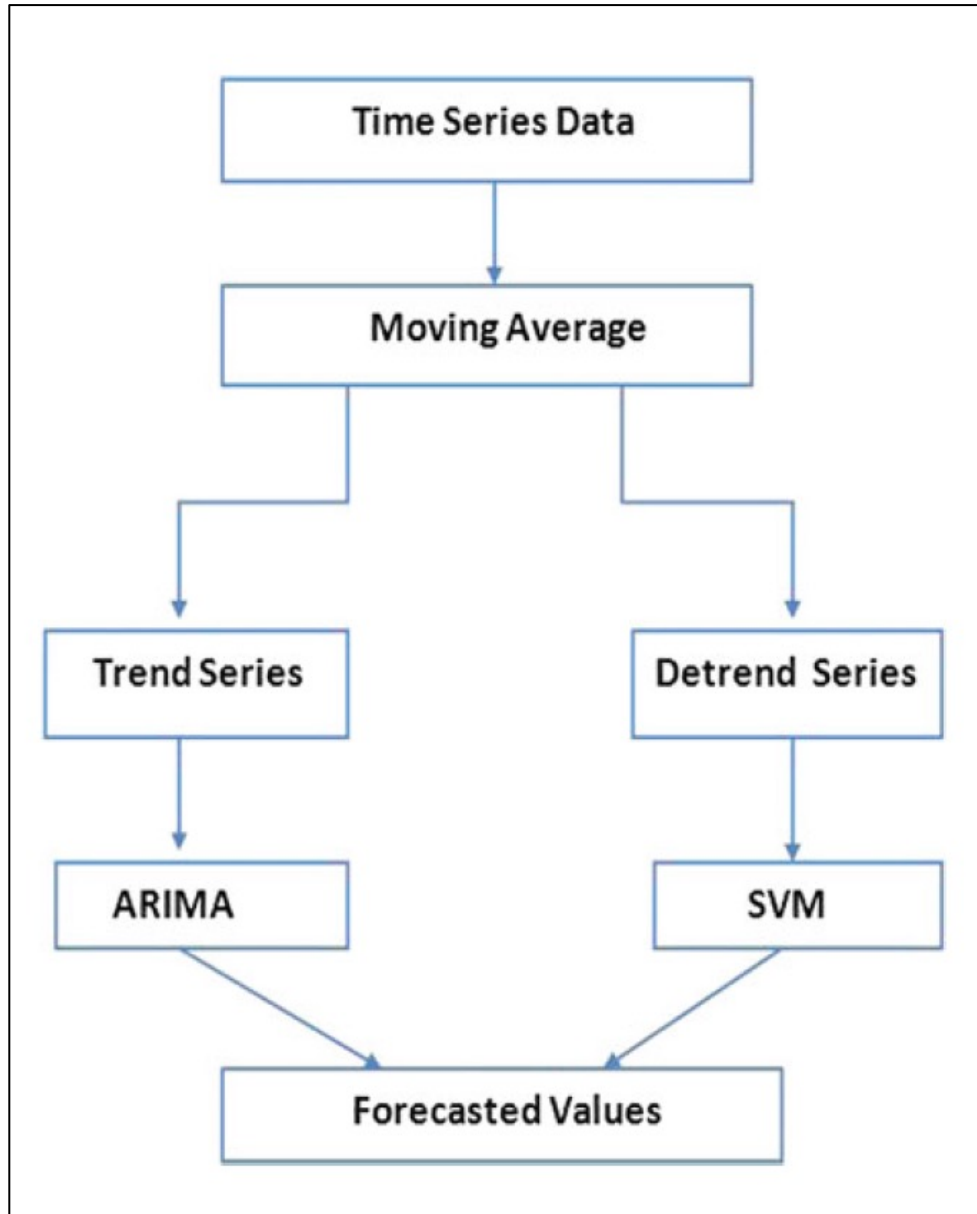 Time Series Data
Moving Average
Trend Series
Detrend Series
ARIMA
SVM
Forecasted Values